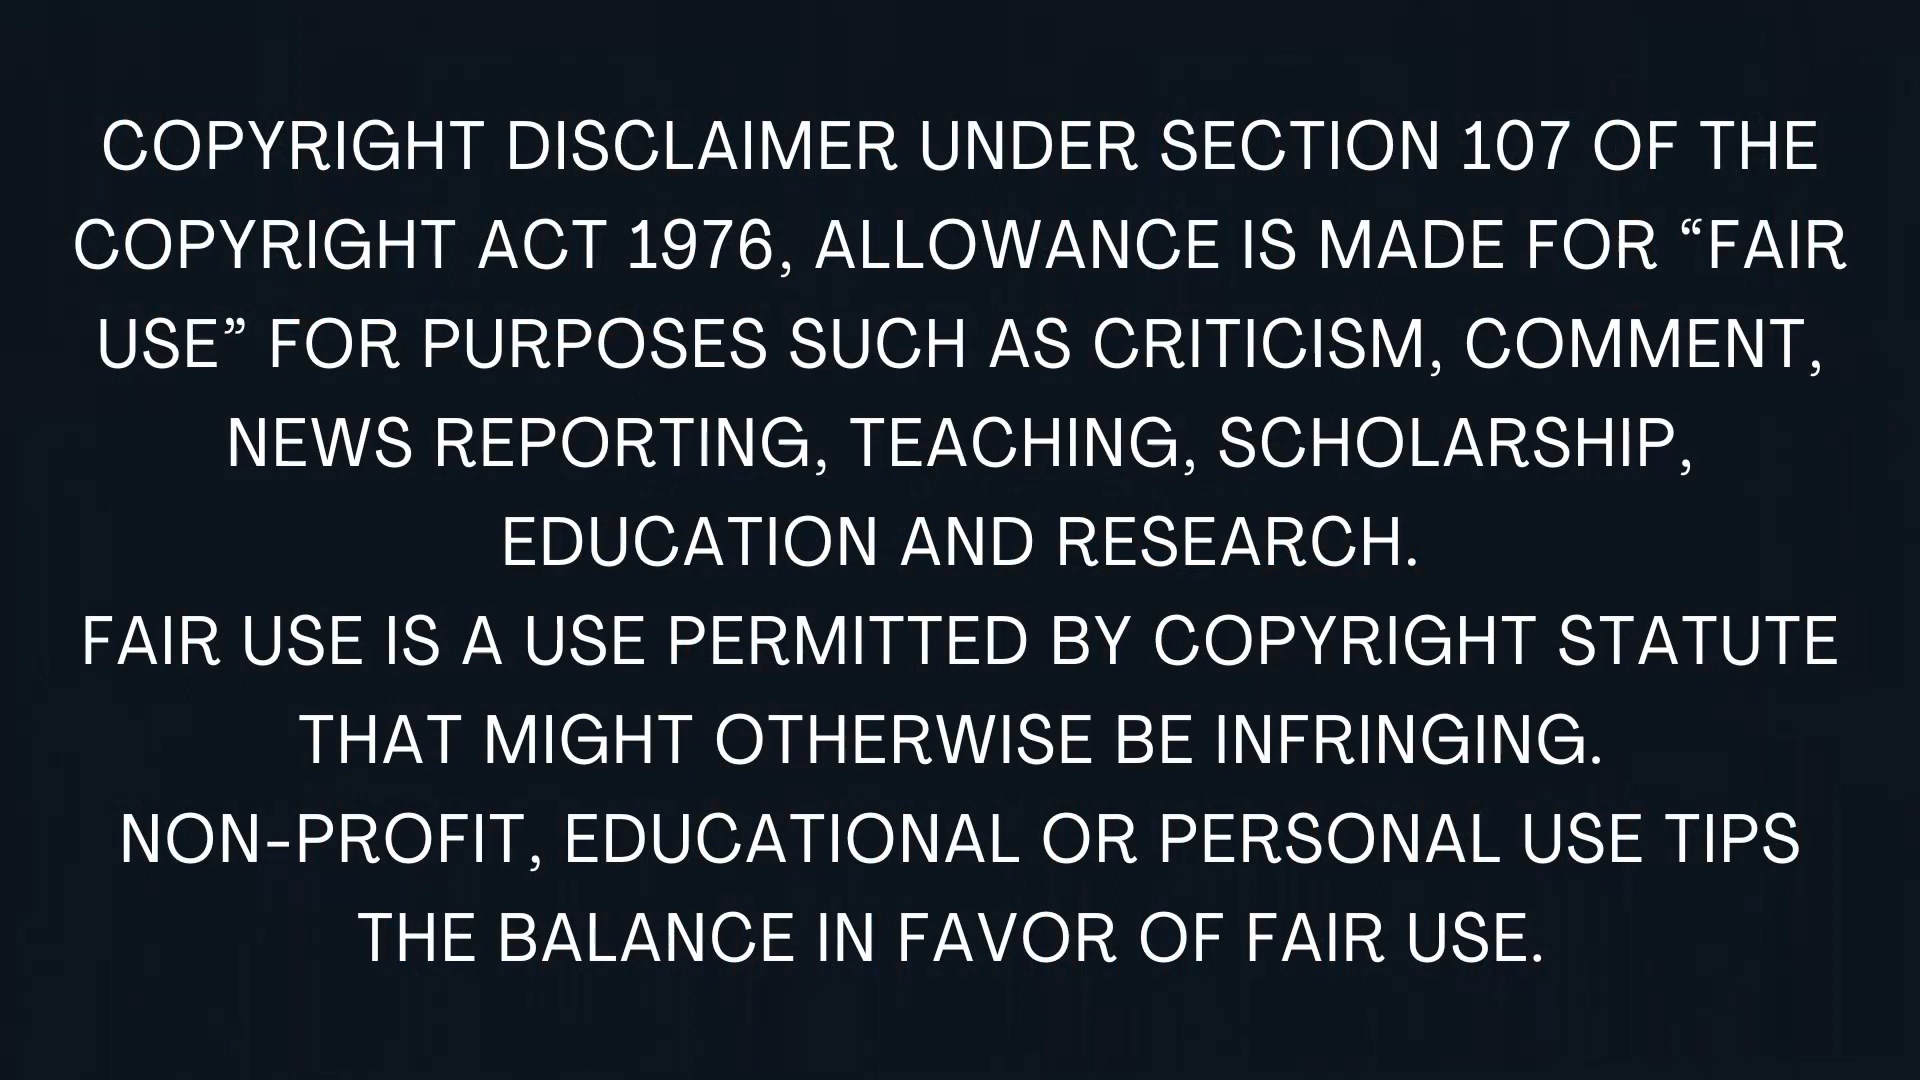 COPYRIGHT DISCLAIMER UNDER SECTION 107 OF THE
COPYRIGHT ACT 1976, ALLOWANCE IS MADE FOR “FAIR
USE” FOR PURPOSES SUCH AS CRITICISM, COMMENT,
NEWS REPORTING, TEACHING, SCHOLARSHIP,
EDUCATION AND RESEARCH.
FAIR USE IS A USE PERMITTED BY COPYRIGHT STATUTE
THAT MIGHT OTHERWISE BE INFRINGING.
NON-PROFIT, EDUCATIONAL OR PERSONAL USE TIPS
THE BALANCE IN FAVOR OF FAIR USE.